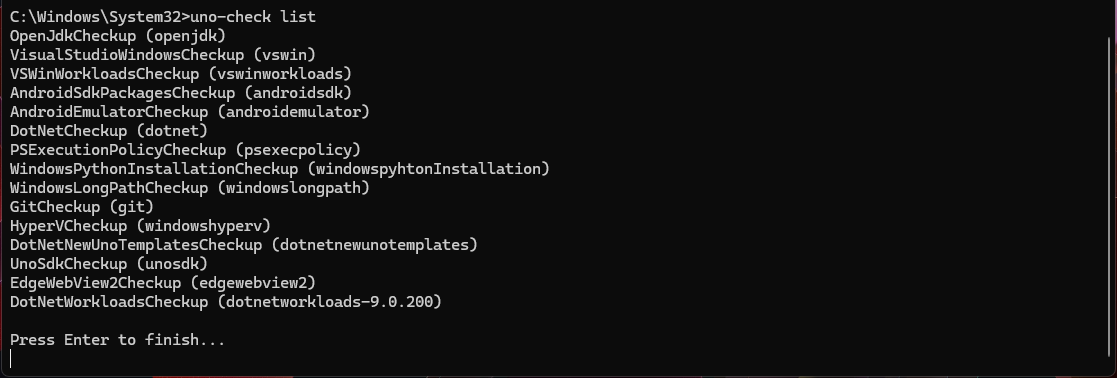 C:\Windows\System32>uno-check list
OpenJdkCheckup (openjdk)
VisualStudioWindowsCheckup (vswin)
VSWinWorkloadsCheckup (vswinworkloads)
AndroidSdkPackagesCheckup (androidsdk)
AndroidEmulatorCheckup (androidemulator)
DotNetCheckup (dotnet)
PSExecutionPolicyCheckup (psexecpolicy)
WindowsPythonInstallationCheckup (windowspyhtonInstallation)
WindowsLongPathCheckup (windowslongpath)
GitCheckup (git)
HyperVCheckup (windowshyperv)
DotNetNewUnoTemplatesCheckup (dotnetnewunotemplates)
UnoSdkCheckup (unosdk)
EdgeWebView2Checkup (edgewebview2)
DotNetWorkloadsCheckup (dotnetworkloads-9.0.200)
Press Enter to finish...